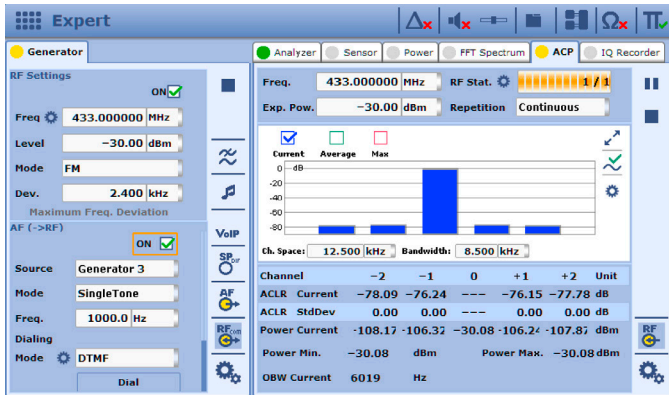 Expert
Generator
Analyzer Sensor Power FFT Spectrum ACP IQ Recorder
RF Settings
ON
Freq 433.000000 MHz
Level −30.00 dBm
Mode FM
Dev. 2.400 kHz
Maximum Freq. Deviation
AF (->RF)
ON
Source Generator 3
Mode SingleTone
Freq. 1000.0 Hz
Dialing
Mode DTMF
Dial
VoIP
AF
RF
Freq. 433.000000 MHz RF Stat. 1/1
Exp. Pow. −30.00 dBm Repetition Continuous
Current Average Max
0 dB
-20
-40
-60
-80
Ch. Space: 12.500 kHz Bandwidth: 8.500 kHz
Channel −2 −1 0 +1 +2 Unit
ACLR Current −78.09 −76.24 --- −76.15 −77.78 dB
ACLR StdDev 0.00 0.00 --- 0.00 0.00 dB
Power Current -108.17 -106.32 −30.08 -106.24 -107.87 dBm
Power Min. −30.08 dBm Power Max. −30.08 dBm
OBW Current 6019 Hz
RF